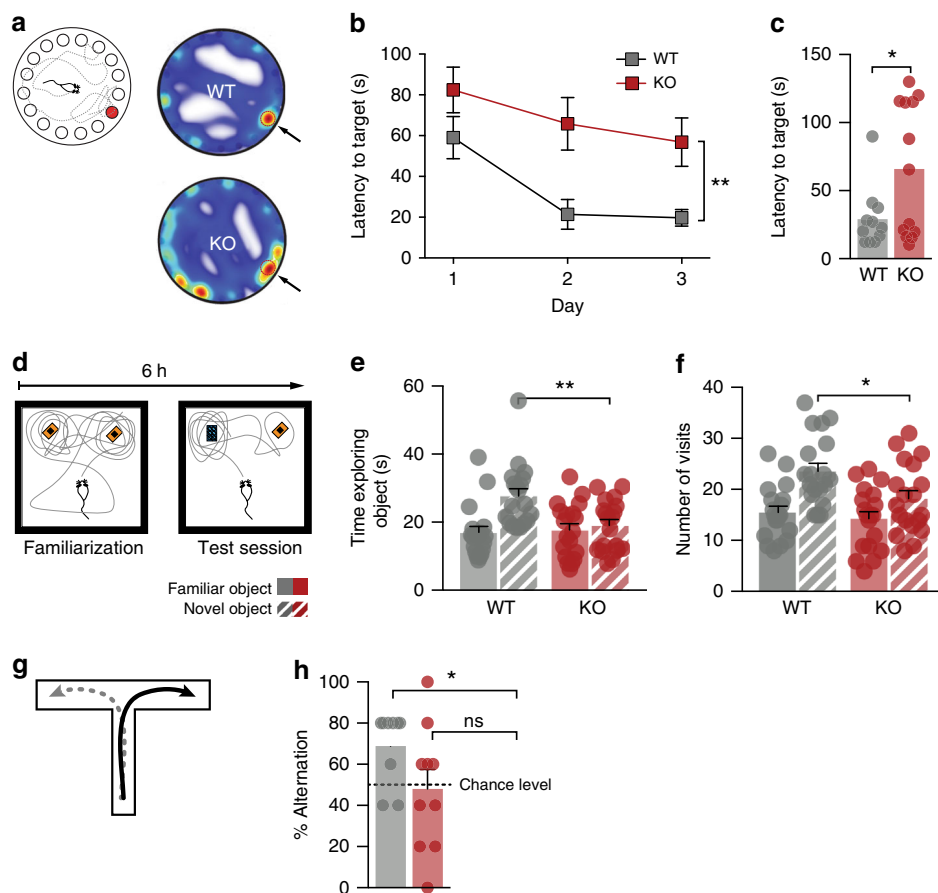 a
WT
KO
b
Latency to target (s)
100
80
60
40
20
0
WT
KO
**
1
2
3
Day
c
Latency to target (s)
150
100
50
0
*
WT
KO
d
6 h
Familiarization
Test session
Familiar object
Novel object
e
Time exploring
object (s)
60
40
20
0
**
WT
KO
f
Number of visits
40
30
20
10
0
*
WT
KO
g
h
% Alternation
100
80
60
40
20
0
*
ns
Chance level